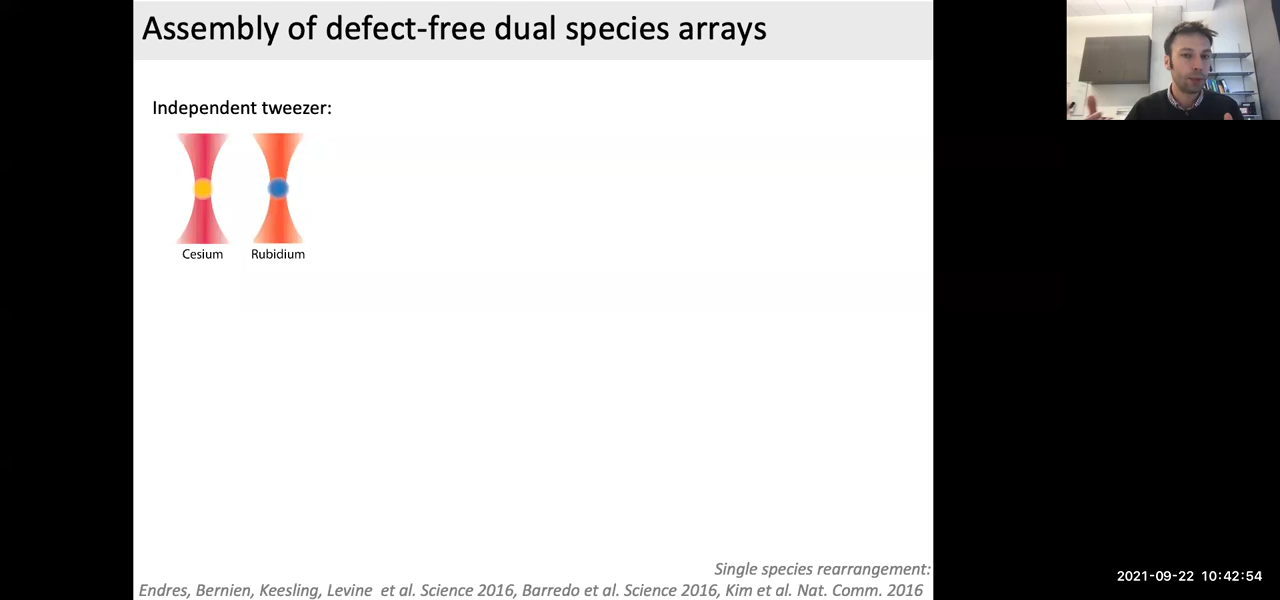 Assembly of defect-free dual species arrays
Independent tweezer:
Cesium
Rubidium
Single species rearrangement:
Endres, Bernien, Keesling, Levine et al. Science 2016, Barredo et al. Science 2016, Kim et al. Nat. Comm. 2016
2021-09-22 10:42:54